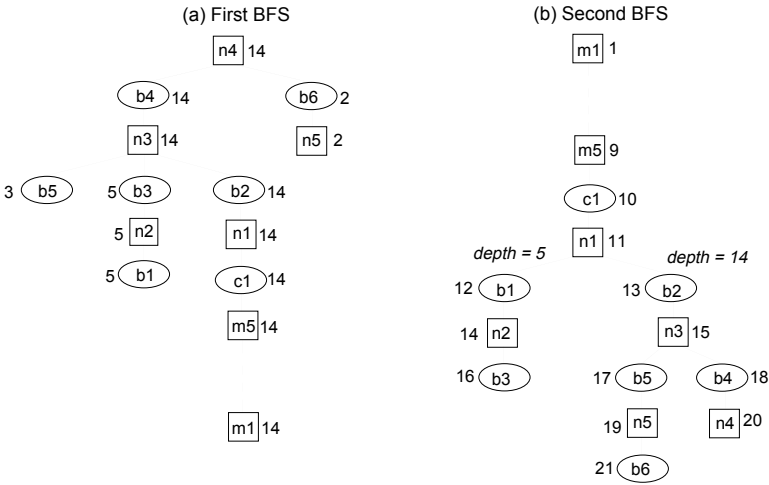 (a) First BFS
n4 14
b4 14
b6 2
n3 14
n5 2
3 b5
5 b3
b2 14
5 n2
n1 14
5 b1
c1 14
m5 14
m1 14
(b) Second BFS
m1 1
m5 9
c1 10
n1 11
depth = 5
depth = 14
12 b1
13 b2
14 n2
n3 15
16 b3
17 b5
b4 18
19 n5
n4 20
21 b6